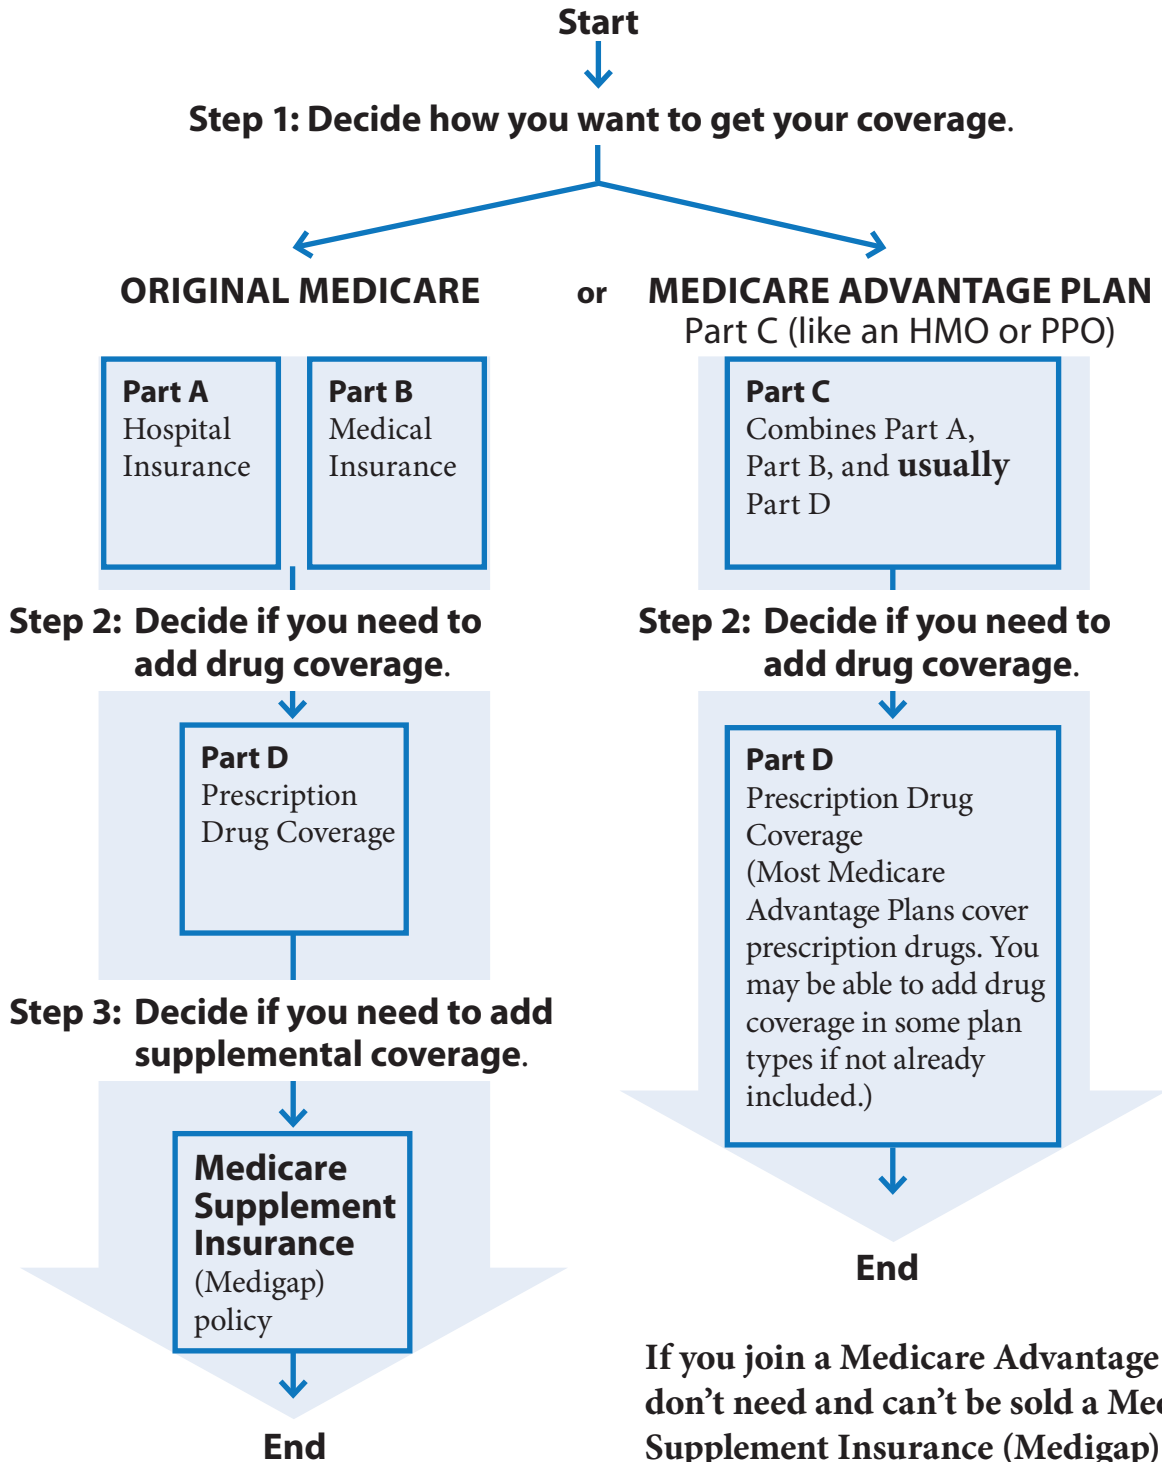 Start
Step 1: Decide how you want to get your coverage.
ORIGINAL MEDICARE
or
MEDICARE ADVANTAGE PLAN
Part C (like an HMO or PPO)
Part A
Hospital
Insurance
Part B
Medical
Insurance
Part C
Combines Part A,
Part B, and usually
Part D
Step 2: Decide if you need to
add drug coverage.
Part D
Prescription
Drug Coverage
Step 3: Decide if you need to add
supplemental coverage.
Medicare
Supplement
Insurance
(Medigap)
policy
End
Step 2: Decide if you need to
add drug coverage.
Part D
Prescription Drug
Coverage
(Most Medicare
Advantage Plans cover
prescription drugs. You
may be able to add drug
coverage in some plan
types if not already
included.)
End
If you join a Medicare Advantage
don’t need and can’t be sold a
Supplement Insurance (Medigap)